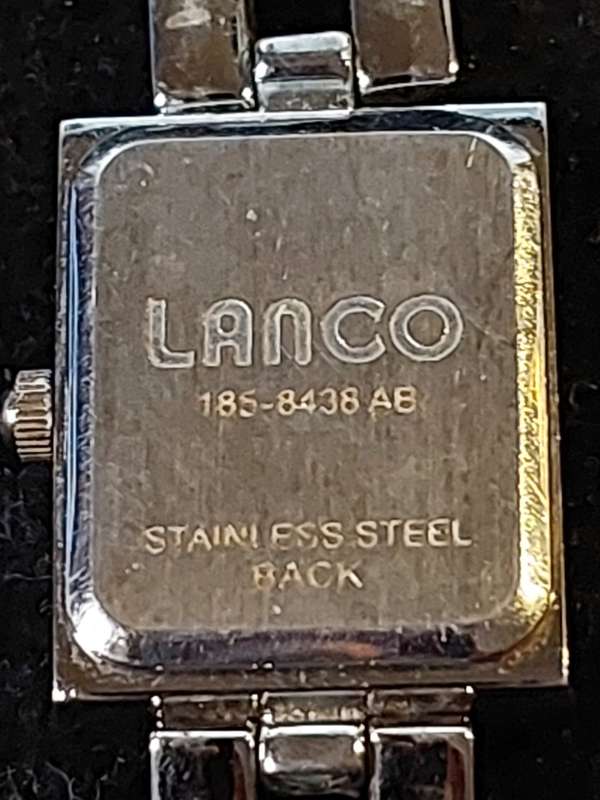 LANCO
185-8438 AB
STAINLESS STEEL
BACK